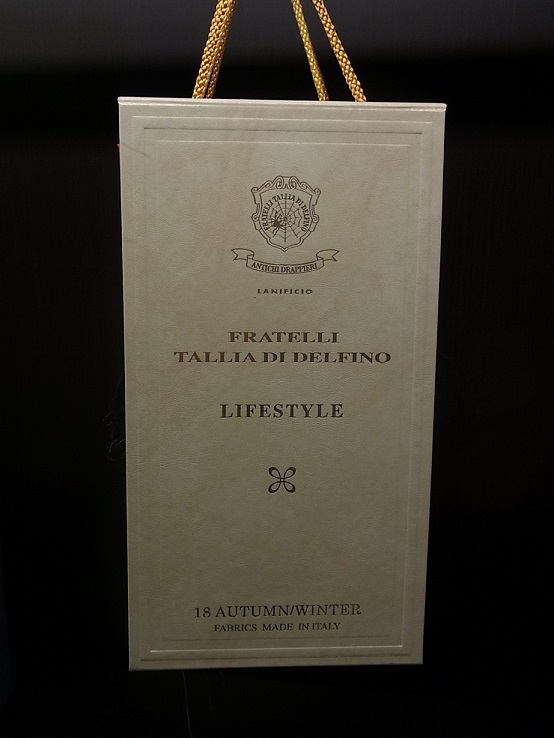 FRATELLI TALLIA DI DELFINO
ANTICHI DRAPPIERI
LANIFICIO
FRATELLI
TALLIA DI DELFINO
LIFESTYLE
18 AUTUMN/WINTER
FABRICS MADE IN ITALY